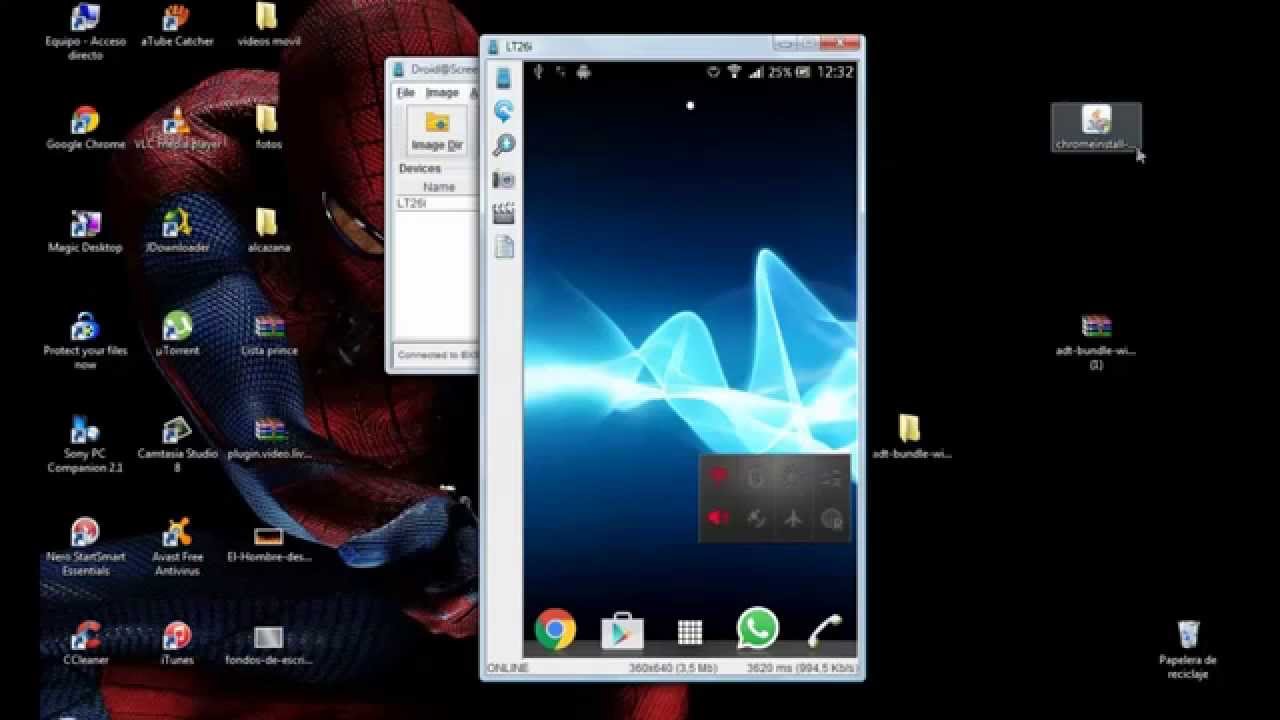 Equipo - Acceso
directo
aTube Catcher
videos movil
Google Chrome
VLC media player
fotos
Magic Desktop
JDownloader
alcazana
Protect your files
now
µTorrent
Lista prince
Sony PC
Companion 2.1
Camtasia Studio
8
plugin.video.liv...
Nero StartSmart
Essentials
Avast Free
Antivirus
El-Hombre-des...
CCleaner
iTunes
fondos-de-escri...
Droid@Scree
File Image A
Image Dir
Devices
Name
LT26i
Connected to
LT26i
25% 12:32
ONLINE
360x640 (3,5 Mb)
3620 ms (994,5 Kb/s)
chromeinstall-...
adt-bundle-wi...
(1)
adt-bundle-wi...
Papelera de
reciclaje